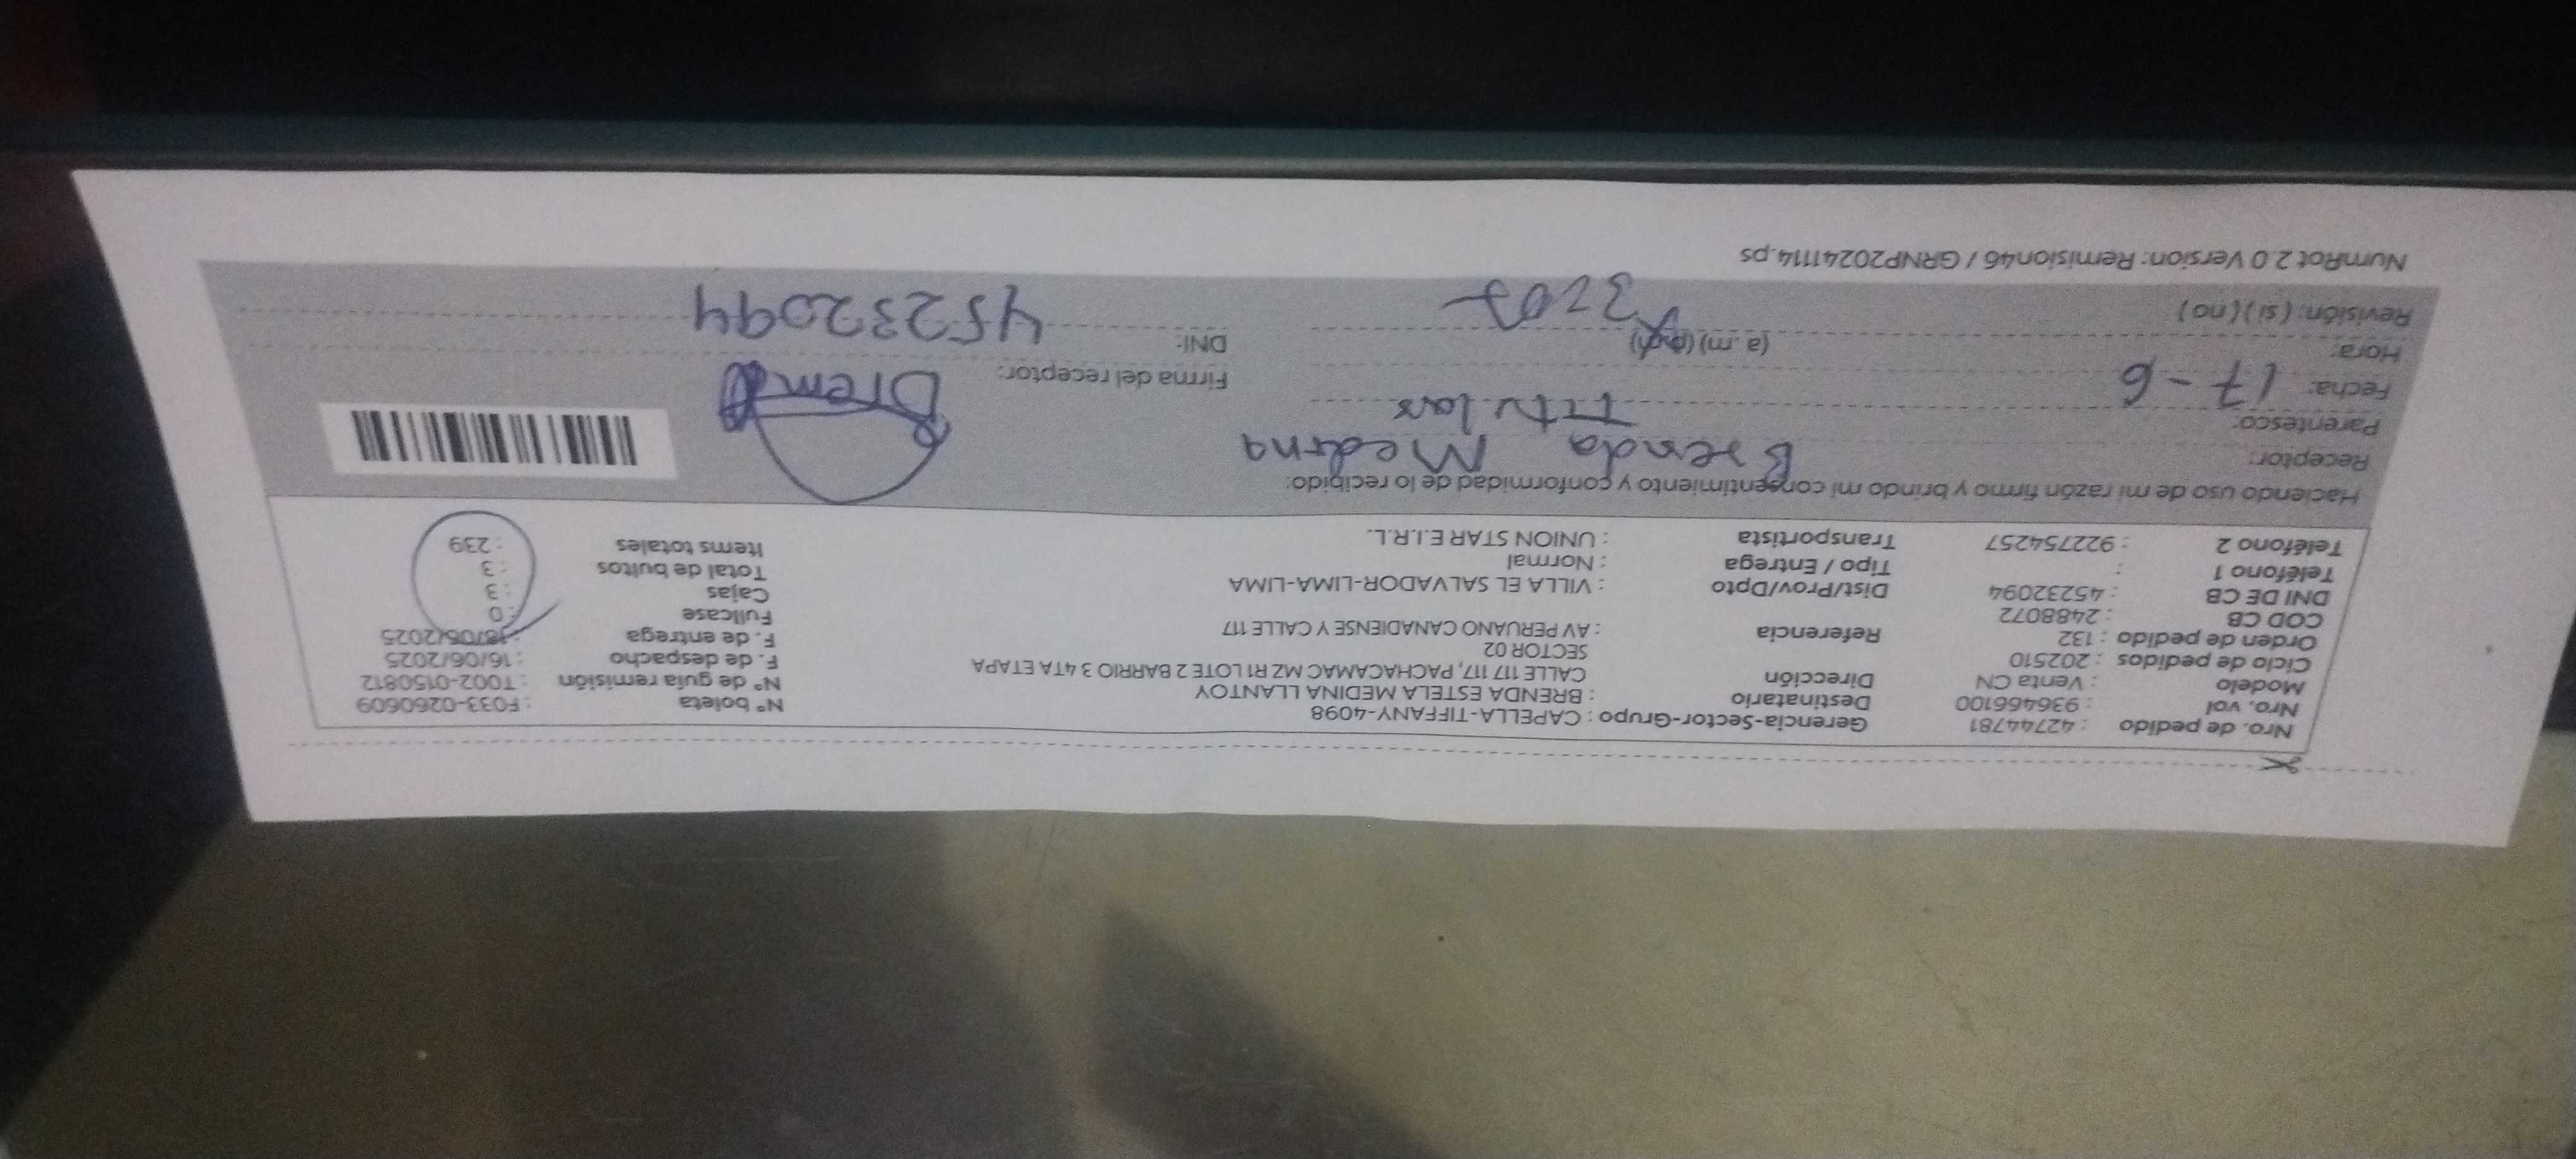 Nro. de pedido : 42744781 Gerencia-Sector-Grupo : CAPELLA-TIFFANY-4098 N° boleta : F033-0260609
Nro. vol : 936466100 Destinatario : BRENDA ESTELA MEDINA LLANTOY N° de guía remisión : T002-0150812
Modelo : Venta CN Dirección CALLE 117 117, PACHACAMAC MZ R1 LOTE 2 BARRIO 3 4TA ETAPA F. de despacho : 16/06/2025
Ciclo de pedidos : 202510 SECTOR 02 F. de entrega : 18/06/2025
Orden de pedido : 132 Referencia : AV PERUANO CANADIENSE Y CALLE 117 Fullcase : 0
COD CB : 2488072 Dist/Prov/Dpto : VILLA EL SALVADOR-LIMA-LIMA Cajas : 3
DNI DE CB : 45232094 Tipo / Entrega : Normal Total de bultos : 3
Teléfono 1 : Transportista : UNION STAR E.I.R.L. Items totales : 239
Teléfono 2 : 922754257
Haciendo uso de mi razón firmo y brindo mi consentimiento y conformidad de lo recibido:
Receptor: Brenda Medina
Parentesco: Titular
Fecha: 17-6 Firma del receptor:
Hora: (a.m) (p.m) DNI: 45232094
Revisión: (si) (no)
NumRot 2.0 Version: Remision46 / GRNP20241114.ps